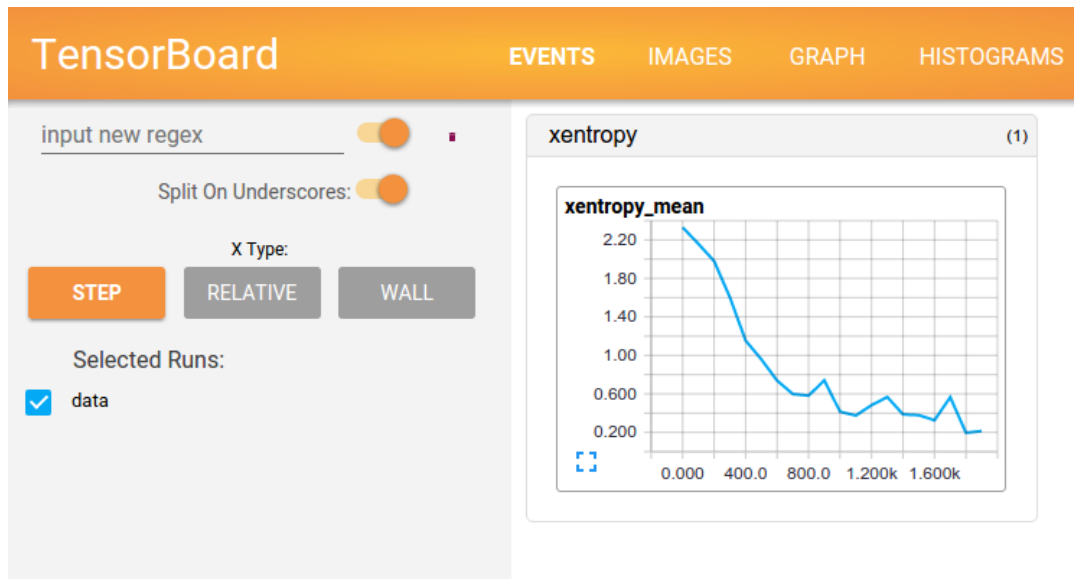 TensorBoard EVENTS IMAGES GRAPH HISTOGRAMS
input new regex
Split On Underscores:
X Type:
STEP RELATIVE WALL
Selected Runs:
data
xentropy (1)
xentropy_mean
2.20
1.80
1.40
1.00
0.600
0.200
0.000 400.0 800.0 1.200k 1.600k